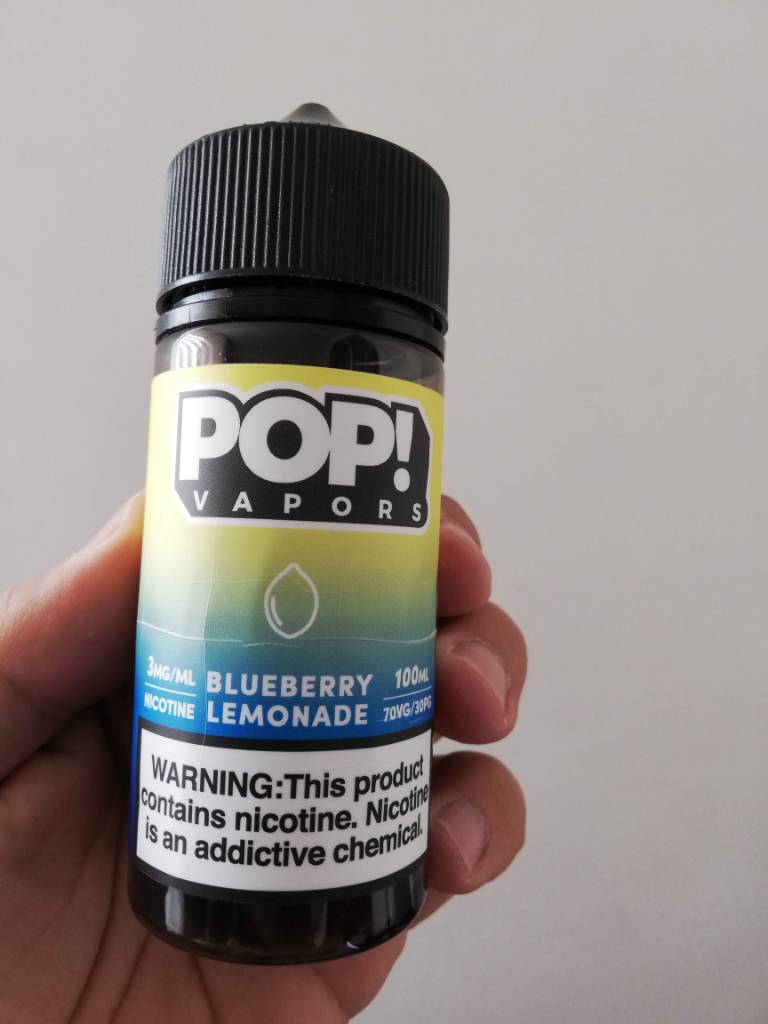 POP!
VAPORS
3MG/ML
NICOTINE
BLUEBERRY
LEMONADE
100ML
70VG/30PG
WARNING:This product
contains nicotine. Nicotine
is an addictive chemical.